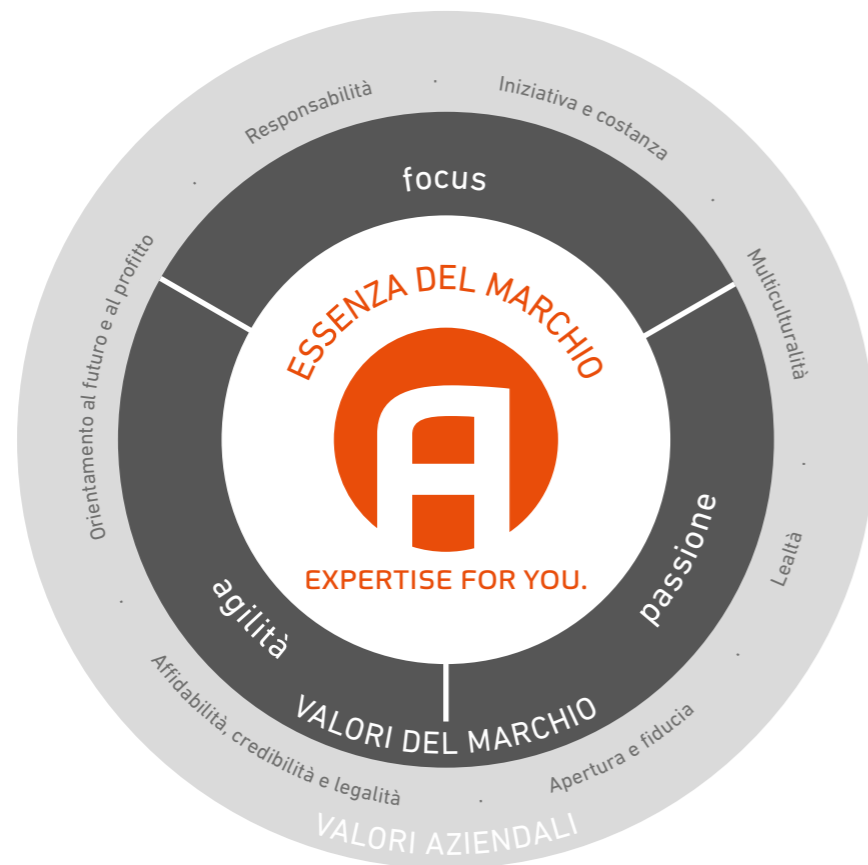 Responsabilità
·
Iniziativa e costanza
·
Multiculturalità
·
Lealtà
·
Apertura e fiducia
·
Affidabilità, credibilità e legalità
·
Orientamento al futuro e al profitto
·
VALORI AZIENDALI
focus
passione
agilità
VALORI DEL MARCHIO
ESSENZA DEL MARCHIO
A
EXPERTISE FOR YOU.